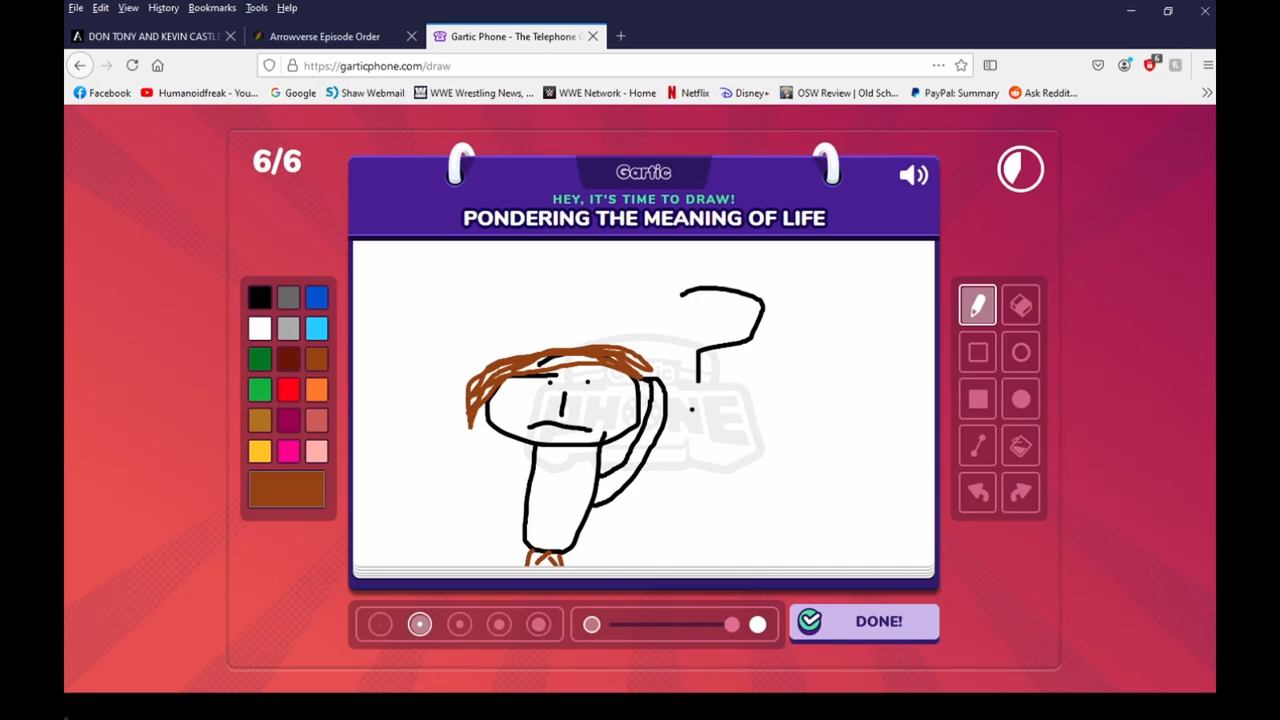 File Edit View History Bookmarks Tools Help
DON TONY AND KEVIN CASTLE Arrowverse Episode Order Gartic Phone - The Telephone G
https://garticphone.com/draw
Facebook Humanoidfreak - You... Google Shaw Webmail WWE Wrestling News, ... WWE Network - Home Netflix Disney+ OSW Review | Old Sch... PayPal: Summary Ask Reddit...
6/6
Gartic
HEY, IT'S TIME TO DRAW!
PONDERING THE MEANING OF LIFE
?
Gartic
PHONE
DONE!